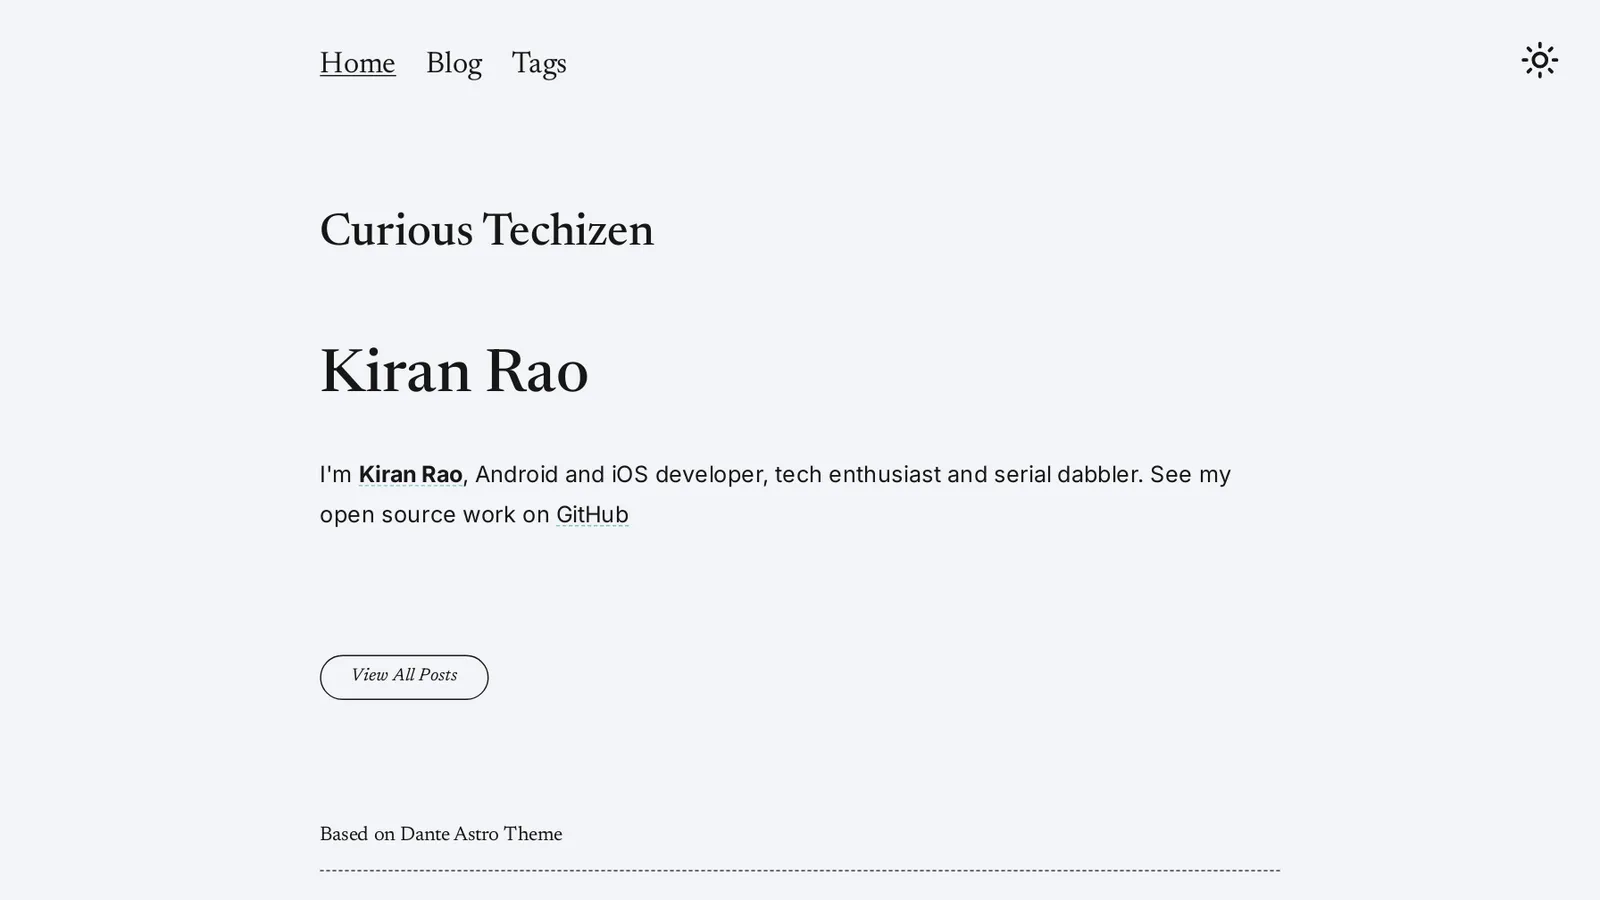 Home Blog Tags
Curious Techizen
Kiran Rao
I'm Kiran Rao, Android and iOS developer, tech enthusiast and serial dabbler. See my
open source work on GitHub
View All Posts
Based on Dante Astro Theme